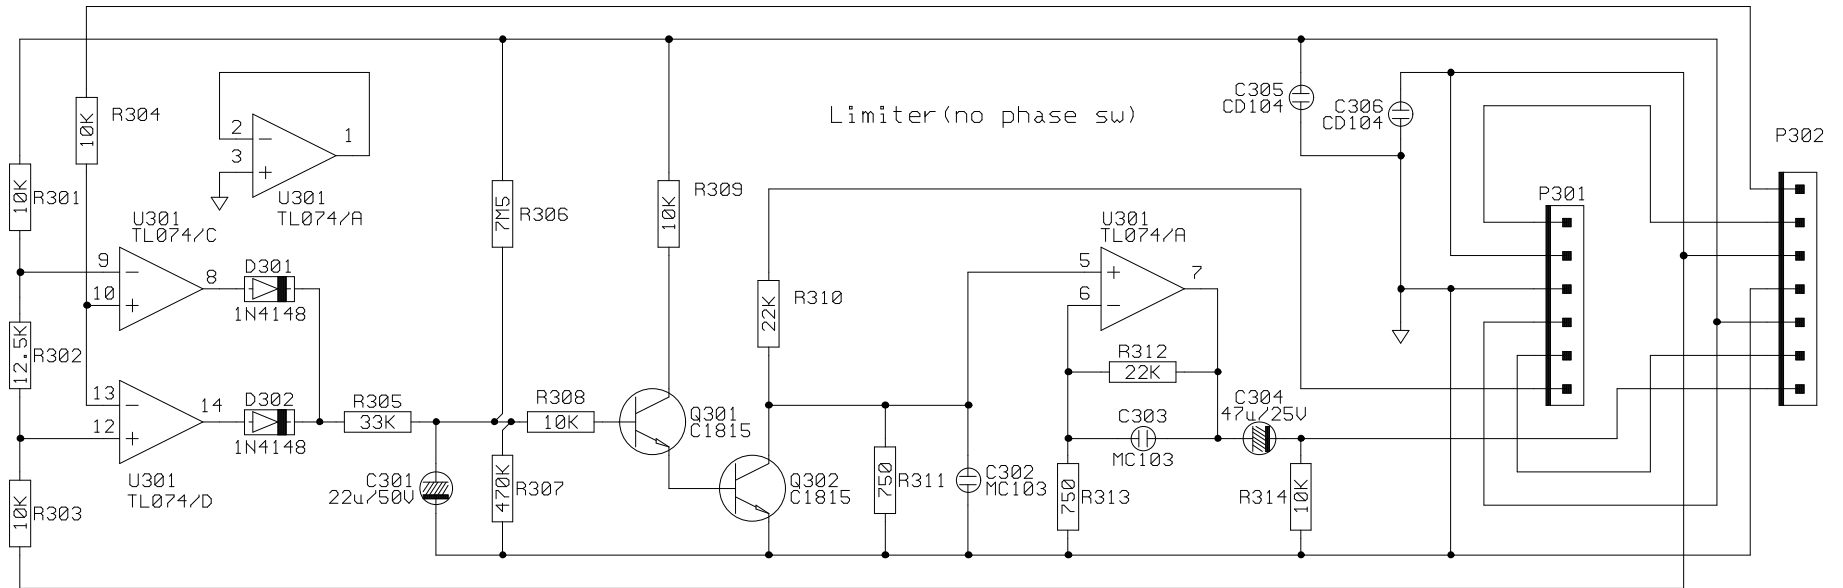 Limiter(no phase sw)
R304
10K
2
3
1
U301
TL074/A
R301
10K
U301
TL074/C
9
10
8
D301
1N4148
R302
12.5K
13
12
14
D302
1N4148
U301
TL074/D
R303
10K
R305
33K
C301
22u/50V
R306
7M5
R307
470K
R308
10K
R309
10K
Q301
C1815
Q302
C1815
R310
22K
R311
750
C302
MC103
U301
TL074/A
5
6
7
R312
22K
C303
MC103
R313
750
C304
47u/25V
R314
10K
C305
CD104
C306
CD104
P301
P302